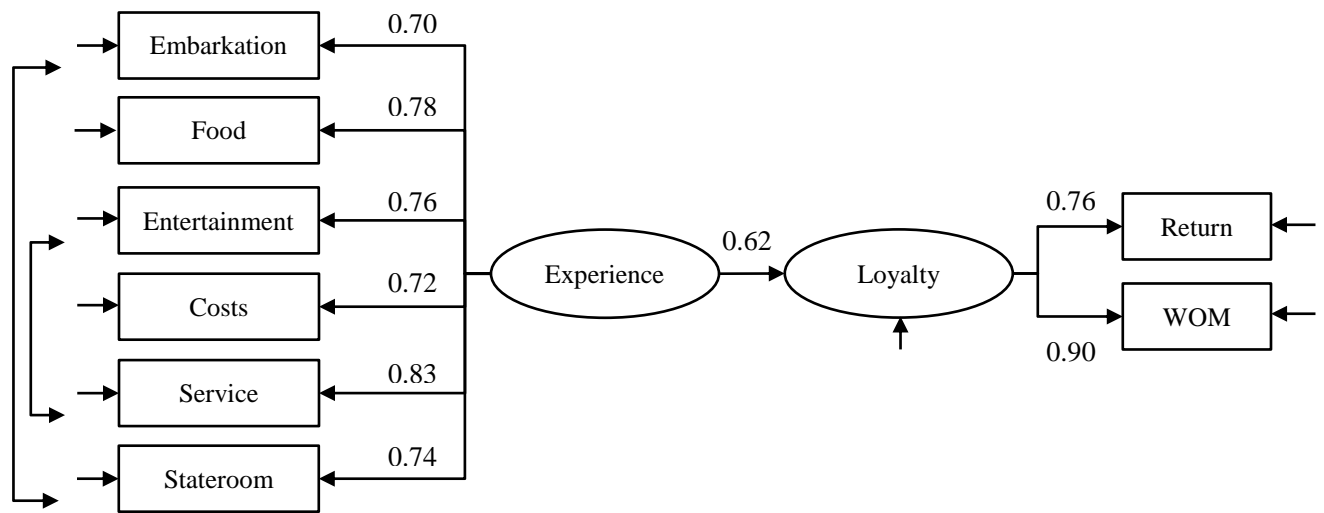 0.70
Embarkation
0.78
Food
0.76
Entertainment
0.76
Return
0.62
Experience
Loyalty
0.72
Costs
WOM
0.90
0.83
Service
0.74
Stateroom